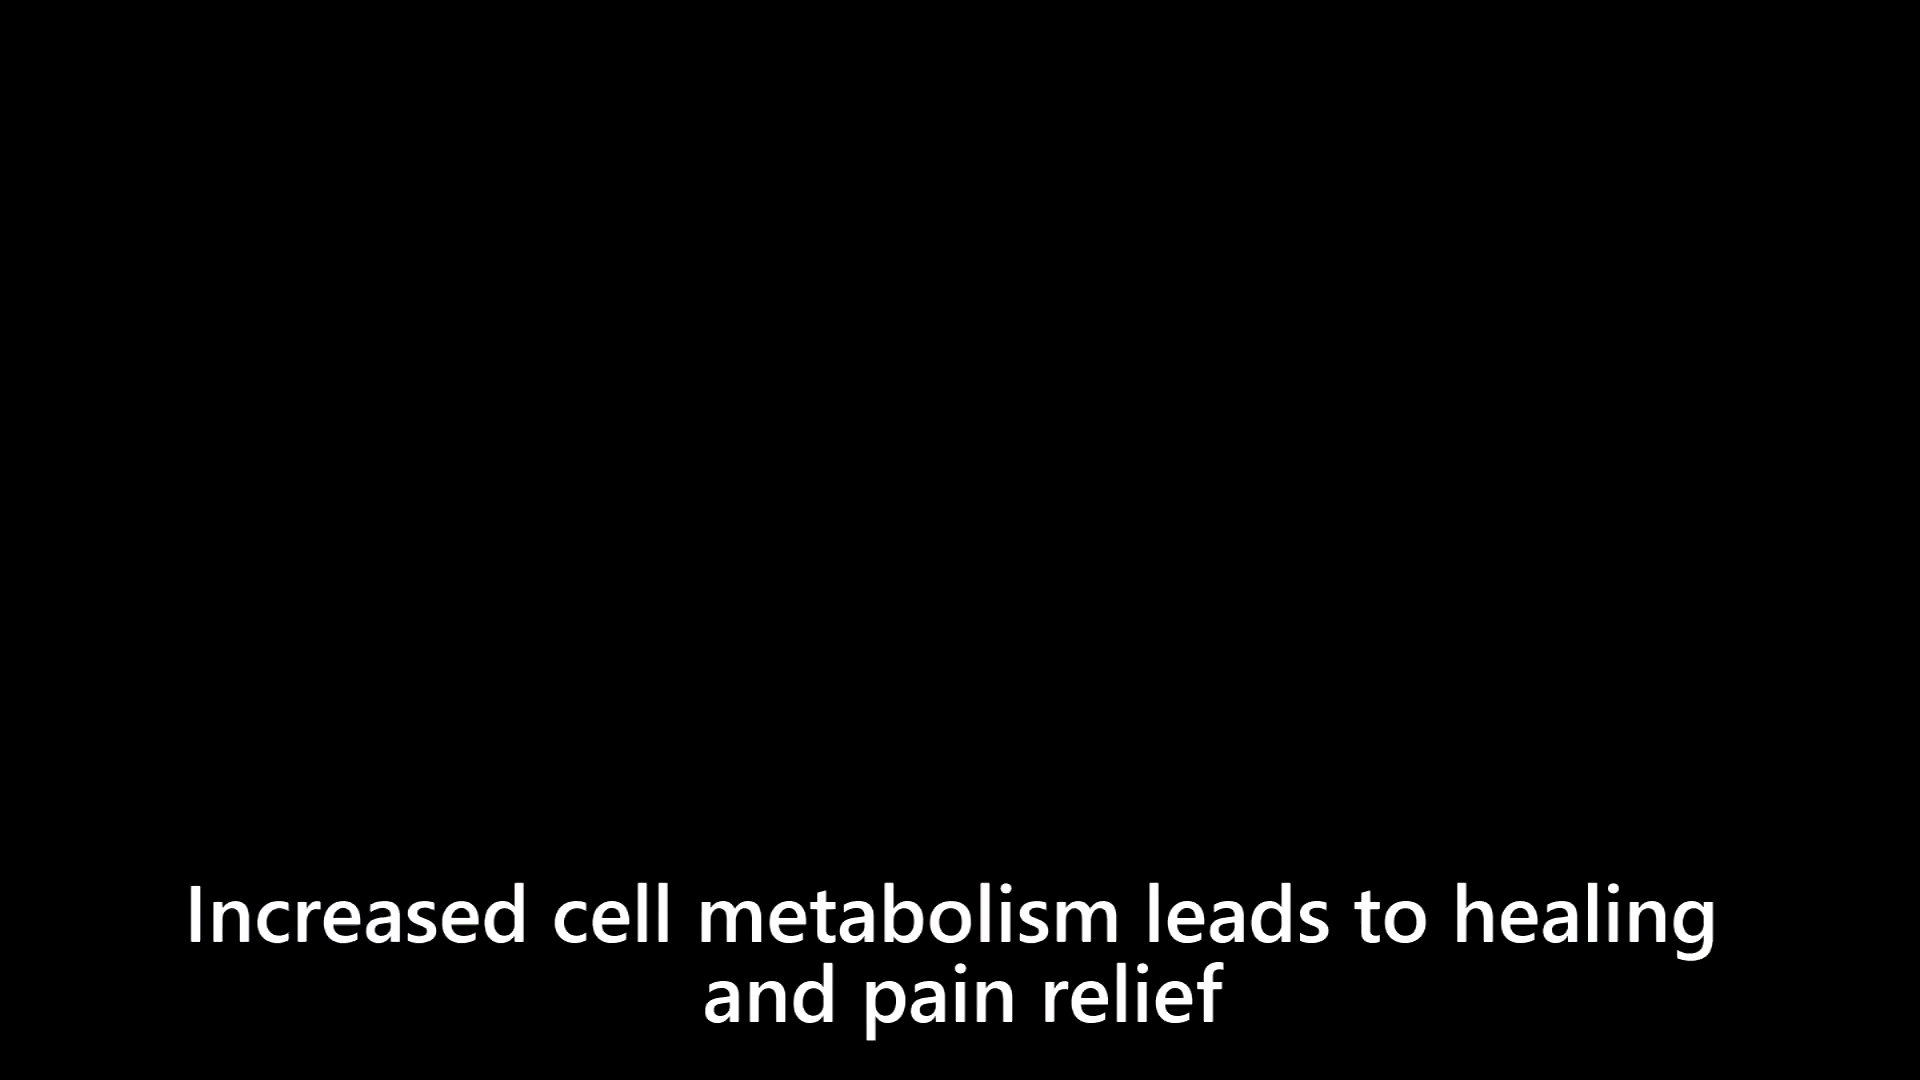 Increased cell metabolism leads to healing
and pain relief